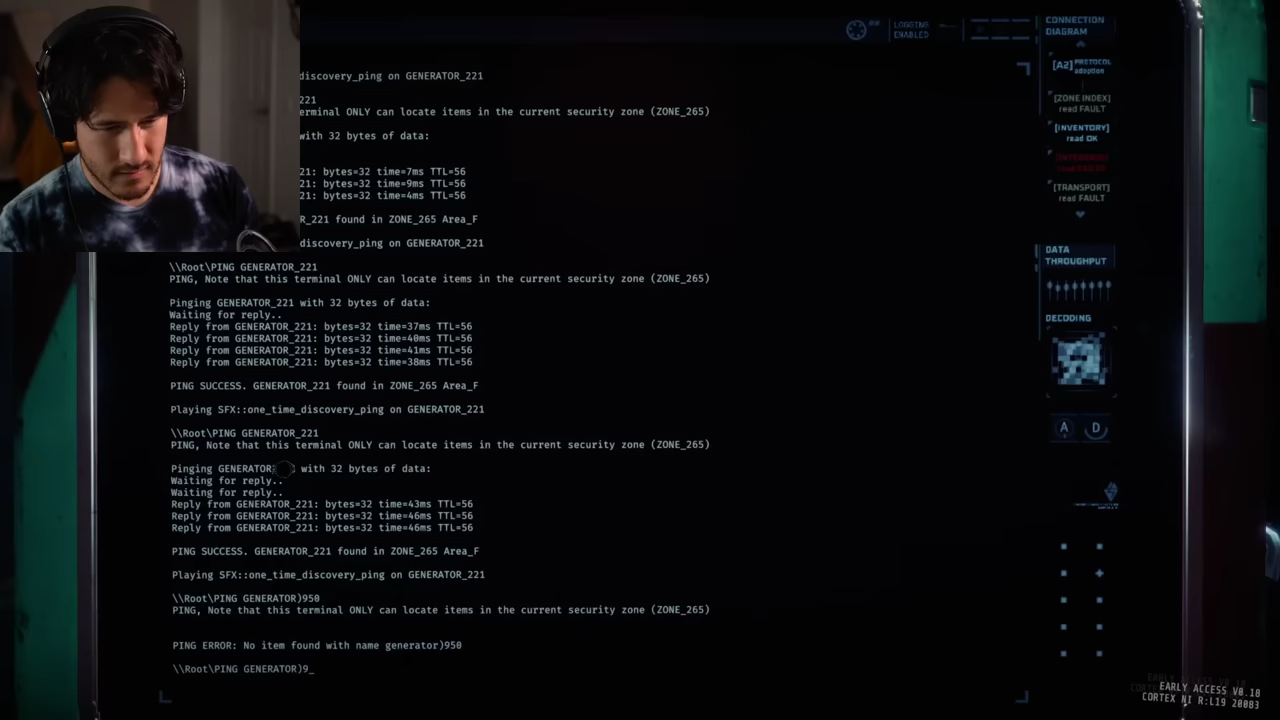 discovery_ping on GENERATOR_221
221
erminal ONLY can locate items in the current security zone (ZONE_265)
with 32 bytes of data:
21: bytes=32 time=7ms TTL=56
21: bytes=32 time=9ms TTL=56
21: bytes=32 time=4ms TTL=56
R_221 found in ZONE_265 Area_F
discovery_ping on GENERATOR_221
\\Root\PING GENERATOR_221
PING, Note that this terminal ONLY can locate items in the current security zone (ZONE_265)
Pinging GENERATOR_221 with 32 bytes of data:
Waiting for reply..
Reply from GENERATOR_221: bytes=32 time=37ms TTL=56
Reply from GENERATOR_221: bytes=32 time=40ms TTL=56
Reply from GENERATOR_221: bytes=32 time=41ms TTL=56
Reply from GENERATOR_221: bytes=32 time=38ms TTL=56
PING SUCCESS. GENERATOR_221 found in ZONE_265 Area_F
Playing SFX::one_time_discovery_ping on GENERATOR_221
\\Root\PING GENERATOR_221
PING, Note that this terminal ONLY can locate items in the current security zone (ZONE_265)
Pinging GENERATOR with 32 bytes of data:
Waiting for reply..
Waiting for reply..
Reply from GENERATOR_221: bytes=32 time=43ms TTL=56
Reply from GENERATOR_221: bytes=32 time=46ms TTL=56
Reply from GENERATOR_221: bytes=32 time=46ms TTL=56
PING SUCCESS. GENERATOR_221 found in ZONE_265 Area_F
Playing SFX::one_time_discovery_ping on GENERATOR_221
\\Root\PING GENERATOR)950
PING, Note that this terminal ONLY can locate items in the current security zone (ZONE_265)
PING ERROR: No item found with name generator)950
\\Root\PING GENERATOR)9_
LOGGING
ENABLED
CONNECTION
DIAGRAM
[A2] PROTOCOL
adoption
[ZONE INDEX]
read FAULT
[INVENTORY]
read OK
[TRANSPORT]
read FAULT
DATA
THROUGHPUT
DECODING
A D
EARLY ACCESS V0.18
CORTEX NI R:L19 200B3